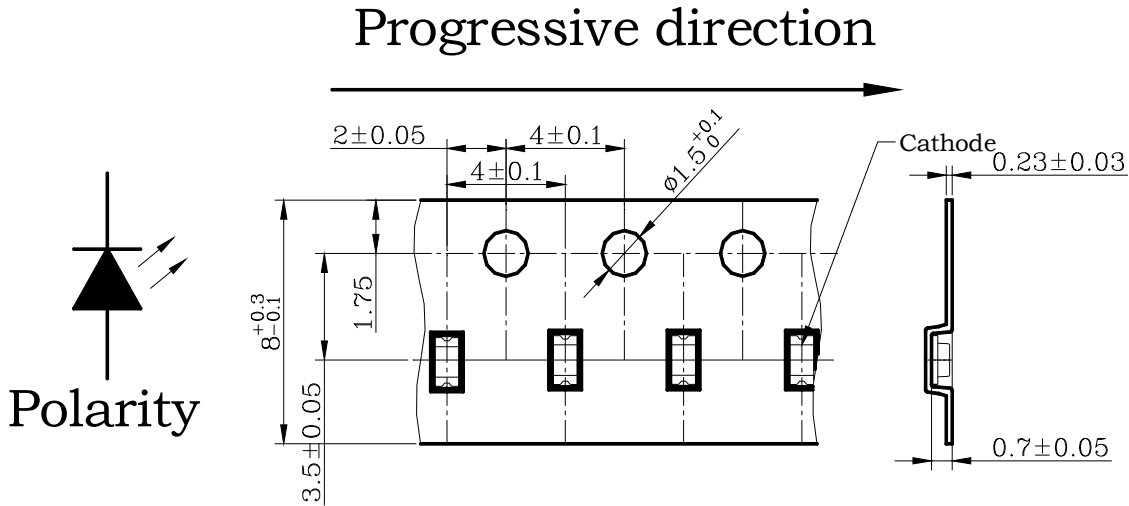 Progressive direction
2±0.05
4±0.1
4±0.1
ø1.5 +0.1 0
Cathode
0.23±0.03
8 +0.3 -0.1
1.75
3.5±0.05
Polarity
0.7±0.05